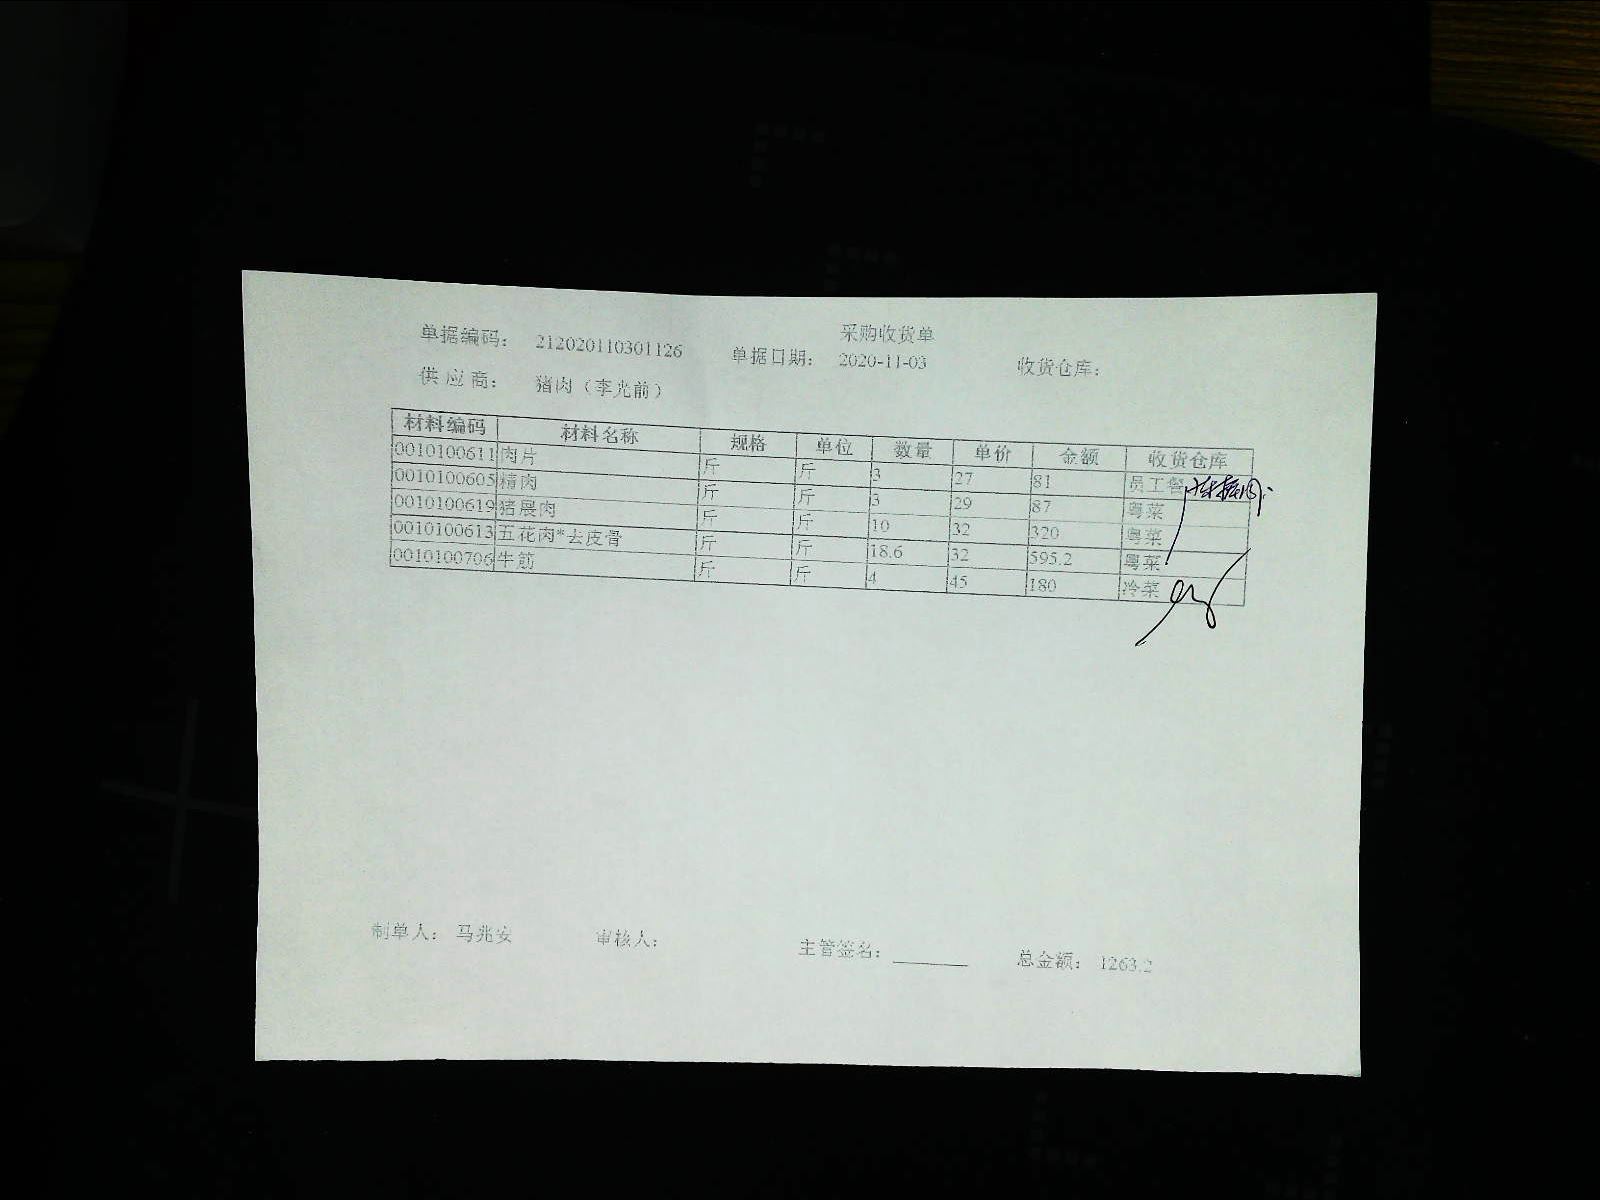 采购收货单
单据编码： 212020110301126 单据日期： 2020-11-03 收货仓库：
供 应 商： 猪肉（李光前）
材料编码 材料名称 规格 单位 数量 单价 金额 收货仓库
0010100611 肉片 斤 斤 3 27 81 员工餐
0010100605 精肉 斤 斤 3 29 87 粤菜
0010100619 猪展肉 斤 斤 10 32 320 粤菜
0010100613 五花肉*去皮骨 斤 斤 18.6 32 595.2 粤菜
0010100706 牛筋 斤 斤 4 45 180 冷菜
制单人： 马兆安 审核人： 主管签名： 总金额： 1263.2